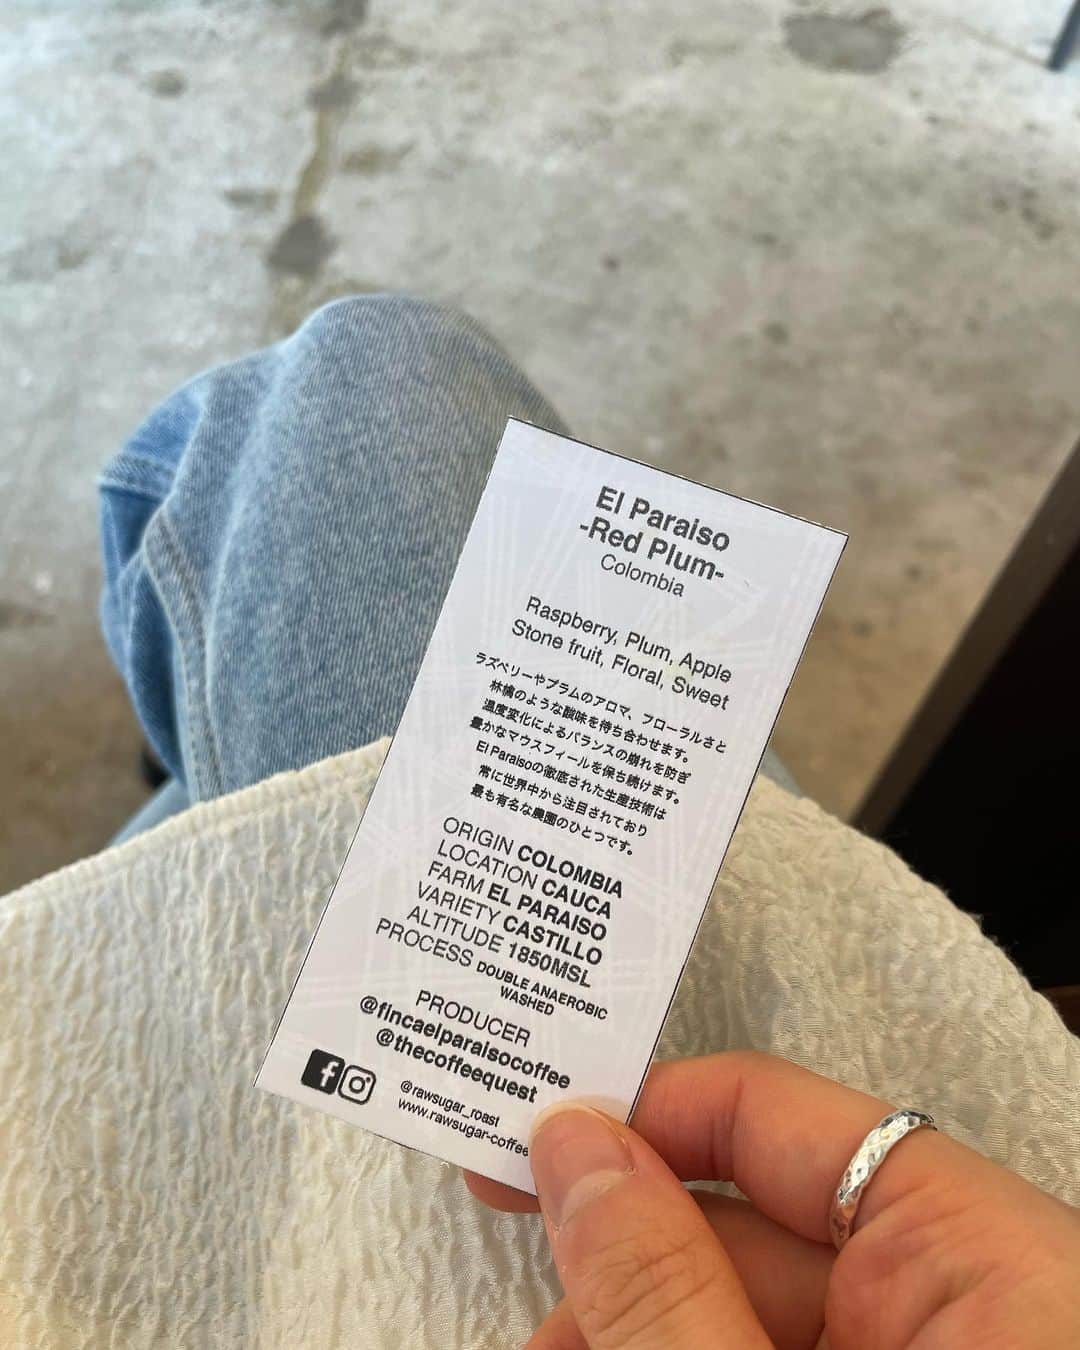 El Paraiso
-Red Plum-
Colombia
Raspberry, Plum, Apple
Stone fruit, Floral, Sweet
ラズベリーやプラムのアロマ、フローラルさと
林檎のような酸味を待ち合わせます。
温度変化によるバランスの崩れを防ぎ
豊かなマウスフィールを保ち続けます。
El Paraisoの徹底された生産技術は
常に世界中から注目されており
最も有名な農園のひとつです。
ORIGIN COLOMBIA
LOCATION CAUCA
FARM EL PARAISO
VARIETY CASTILLO
ALTITUDE 1850MSL
PROCESS DOUBLE ANAEROBIC
WASHED
PRODUCER
@fincaelparaisocoffee
@thecoffeequest
@rawsugar_roast
www.rawsugar-coffee